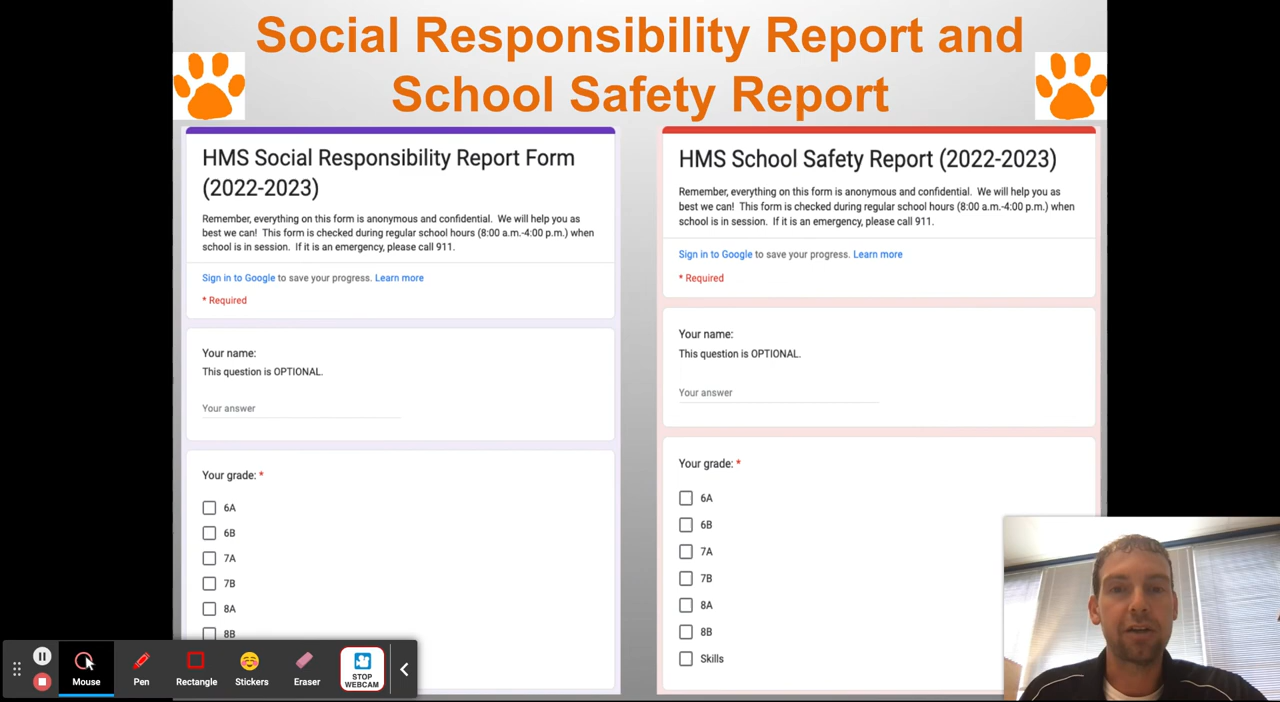 Social Responsibility Report and
School Safety Report
HMS Social Responsibility Report Form
(2022-2023)
Remember, everything on this form is anonymous and confidential. We will help you as
best we can! This form is checked during regular school hours (8:00 a.m.-4:00 p.m.) when
school is in session. If it is an emergency, please call 911.
Sign in to Google to save your progress. Learn more
* Required
Your name:
This question is OPTIONAL.
Your answer
Your grade: *
6A
6B
7A
7B
8A
8B
HMS School Safety Report (2022-2023)
Remember, everything on this form is anonymous and confidential. We will help you as
best we can! This form is checked during regular school hours (8:00 a.m.-4:00 p.m.) when
school is in session. If it is an emergency, please call 911.
Sign in to Google to save your progress. Learn more
* Required
Your name:
This question is OPTIONAL.
Your answer
Your grade: *
6A
6B
7A
7B
8A
8B
Skills
Mouse
Pen
Rectangle
Stickers
Eraser
STOP
WEBCAM